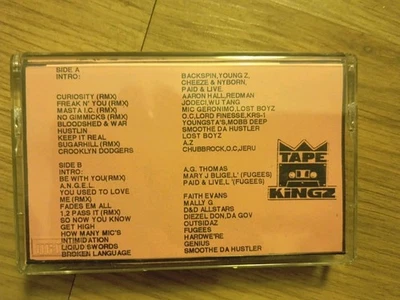 SIDE A
INTRO:
CURIOSITY (RMX)
FREAK N' YOU (RMX)
MASTA I.C. (RMX)
NO GIMMICKS (RMX)
BLOODSHED & WAR
HUSTLIN
KEEP IT REAL
SUGARHILL (RMX)
CROOKLYN DODGERS
SIDE B
INTRO:
BE WITH YOU(RMX)
A.N.G.E.L.
YOU USED TO LOVE
ME (RMX)
FADES EM ALL
1,2 PASS IT (RMX)
SO NOW YOU KNOW
GET HIGH
HOW MANY MIC'S
INTIMIDATION
LIQUID SWORDS
BROKEN LANGUAGE
BACKSPIN,YOUNG Z,
CHEEZE & NYBORN,
PAID & LIVE
AARON HALL,REDMAN
JODECI,WU TANG
MIC GERONIMO,LOST BOYZ
O.C,LORD FINESSE,KRS-1
YOUNGSTA'S,MOBB DEEP
SMOOTHE DA HUSTLER
LOST BOYZ
A.Z
CHUBBROCK,O.C,JERU
A.G. THOMAS
MARY J BLIGE,L' (FUGEES)
PAID & LIVE,L '(FUGEES)
FAITH EVANS
MALLY G
D&D ALLSTARS
DIEZEL DON,DA GOV
OUTSIDAZ
FUGEES
HARDWE'RE
GENIUS
SMOOTHE DA HUSTLER
TAPE
KINGZ